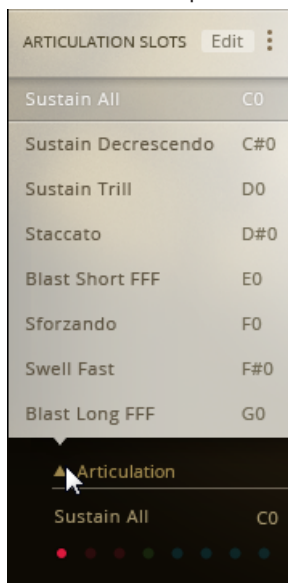 ARTICULATION SLOTS Edit
Sustain All C0
Sustain Decrescendo C#0
Sustain Trill D0
Staccato D#0
Blast Short FFF E0
Sforzando F0
Swell Fast F#0
Blast Long FFF G0
Articulation
Sustain All C0